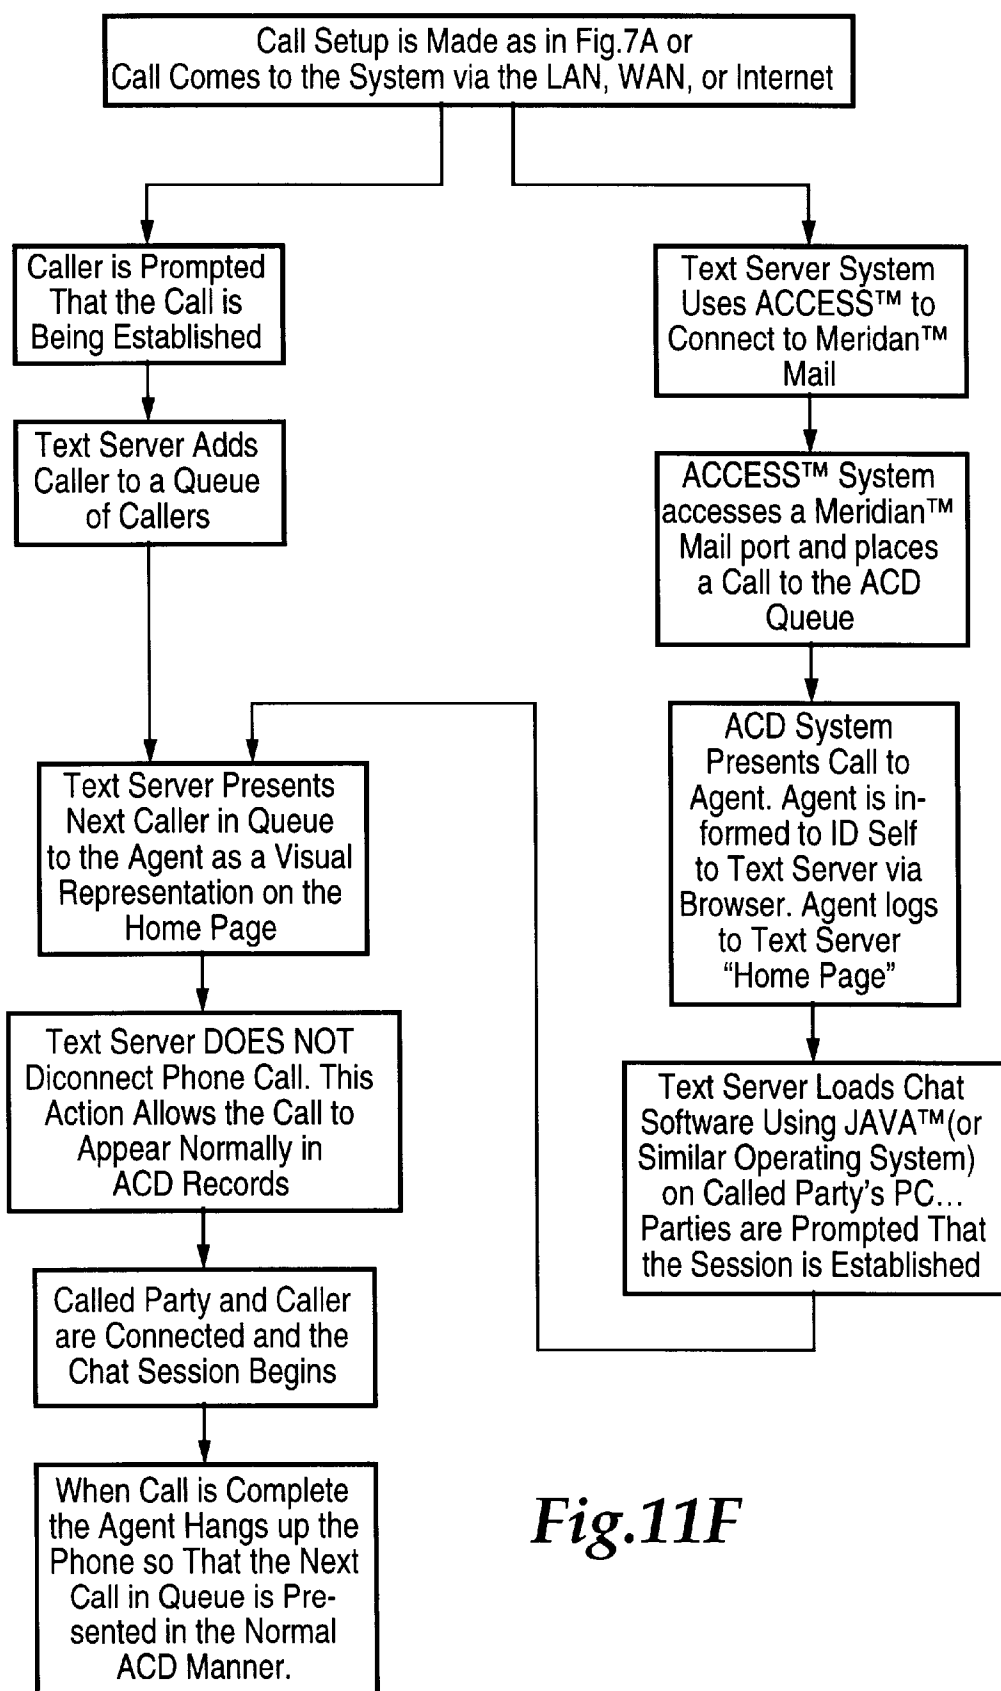 Call Setup is Made as in Fig.7A or
Call Comes to the System via the LAN, WAN, or Internet
Caller is Prompted
That the Call is
Being Established
Text Server Adds
Caller to a Queue
of Callers
Text Server System
Uses ACCESS™ to
Connect to Meridan™
Mail
ACCESS™ System
accesses a Meridian™
Mail port and places
a Call to the ACD
Queue
ACD System
Presents Call to
Agent. Agent is in-
formed to ID Self
to Text Server via
Browser. Agent logs
to Text Server
“Home Page”
Text Server Loads Chat
Software Using JAVA™(or
Similar Operating System)
on Called Party’s PC...
Parties are Prompted That
the Session is Established
Text Server Presents
Next Caller in Queue
to the Agent as a Visual
Representation on the
Home Page
Text Server DOES NOT
Diconnect Phone Call. This
Action Allows the Call to
Appear Normally in
ACD Records
Called Party and Caller
are Connected and the
Chat Session Begins
When Call is Complete
the Agent Hangs up the
Phone so That the Next
Call in Queue is Pre-
sented in the Normal
ACD Manner.
Fig.11F